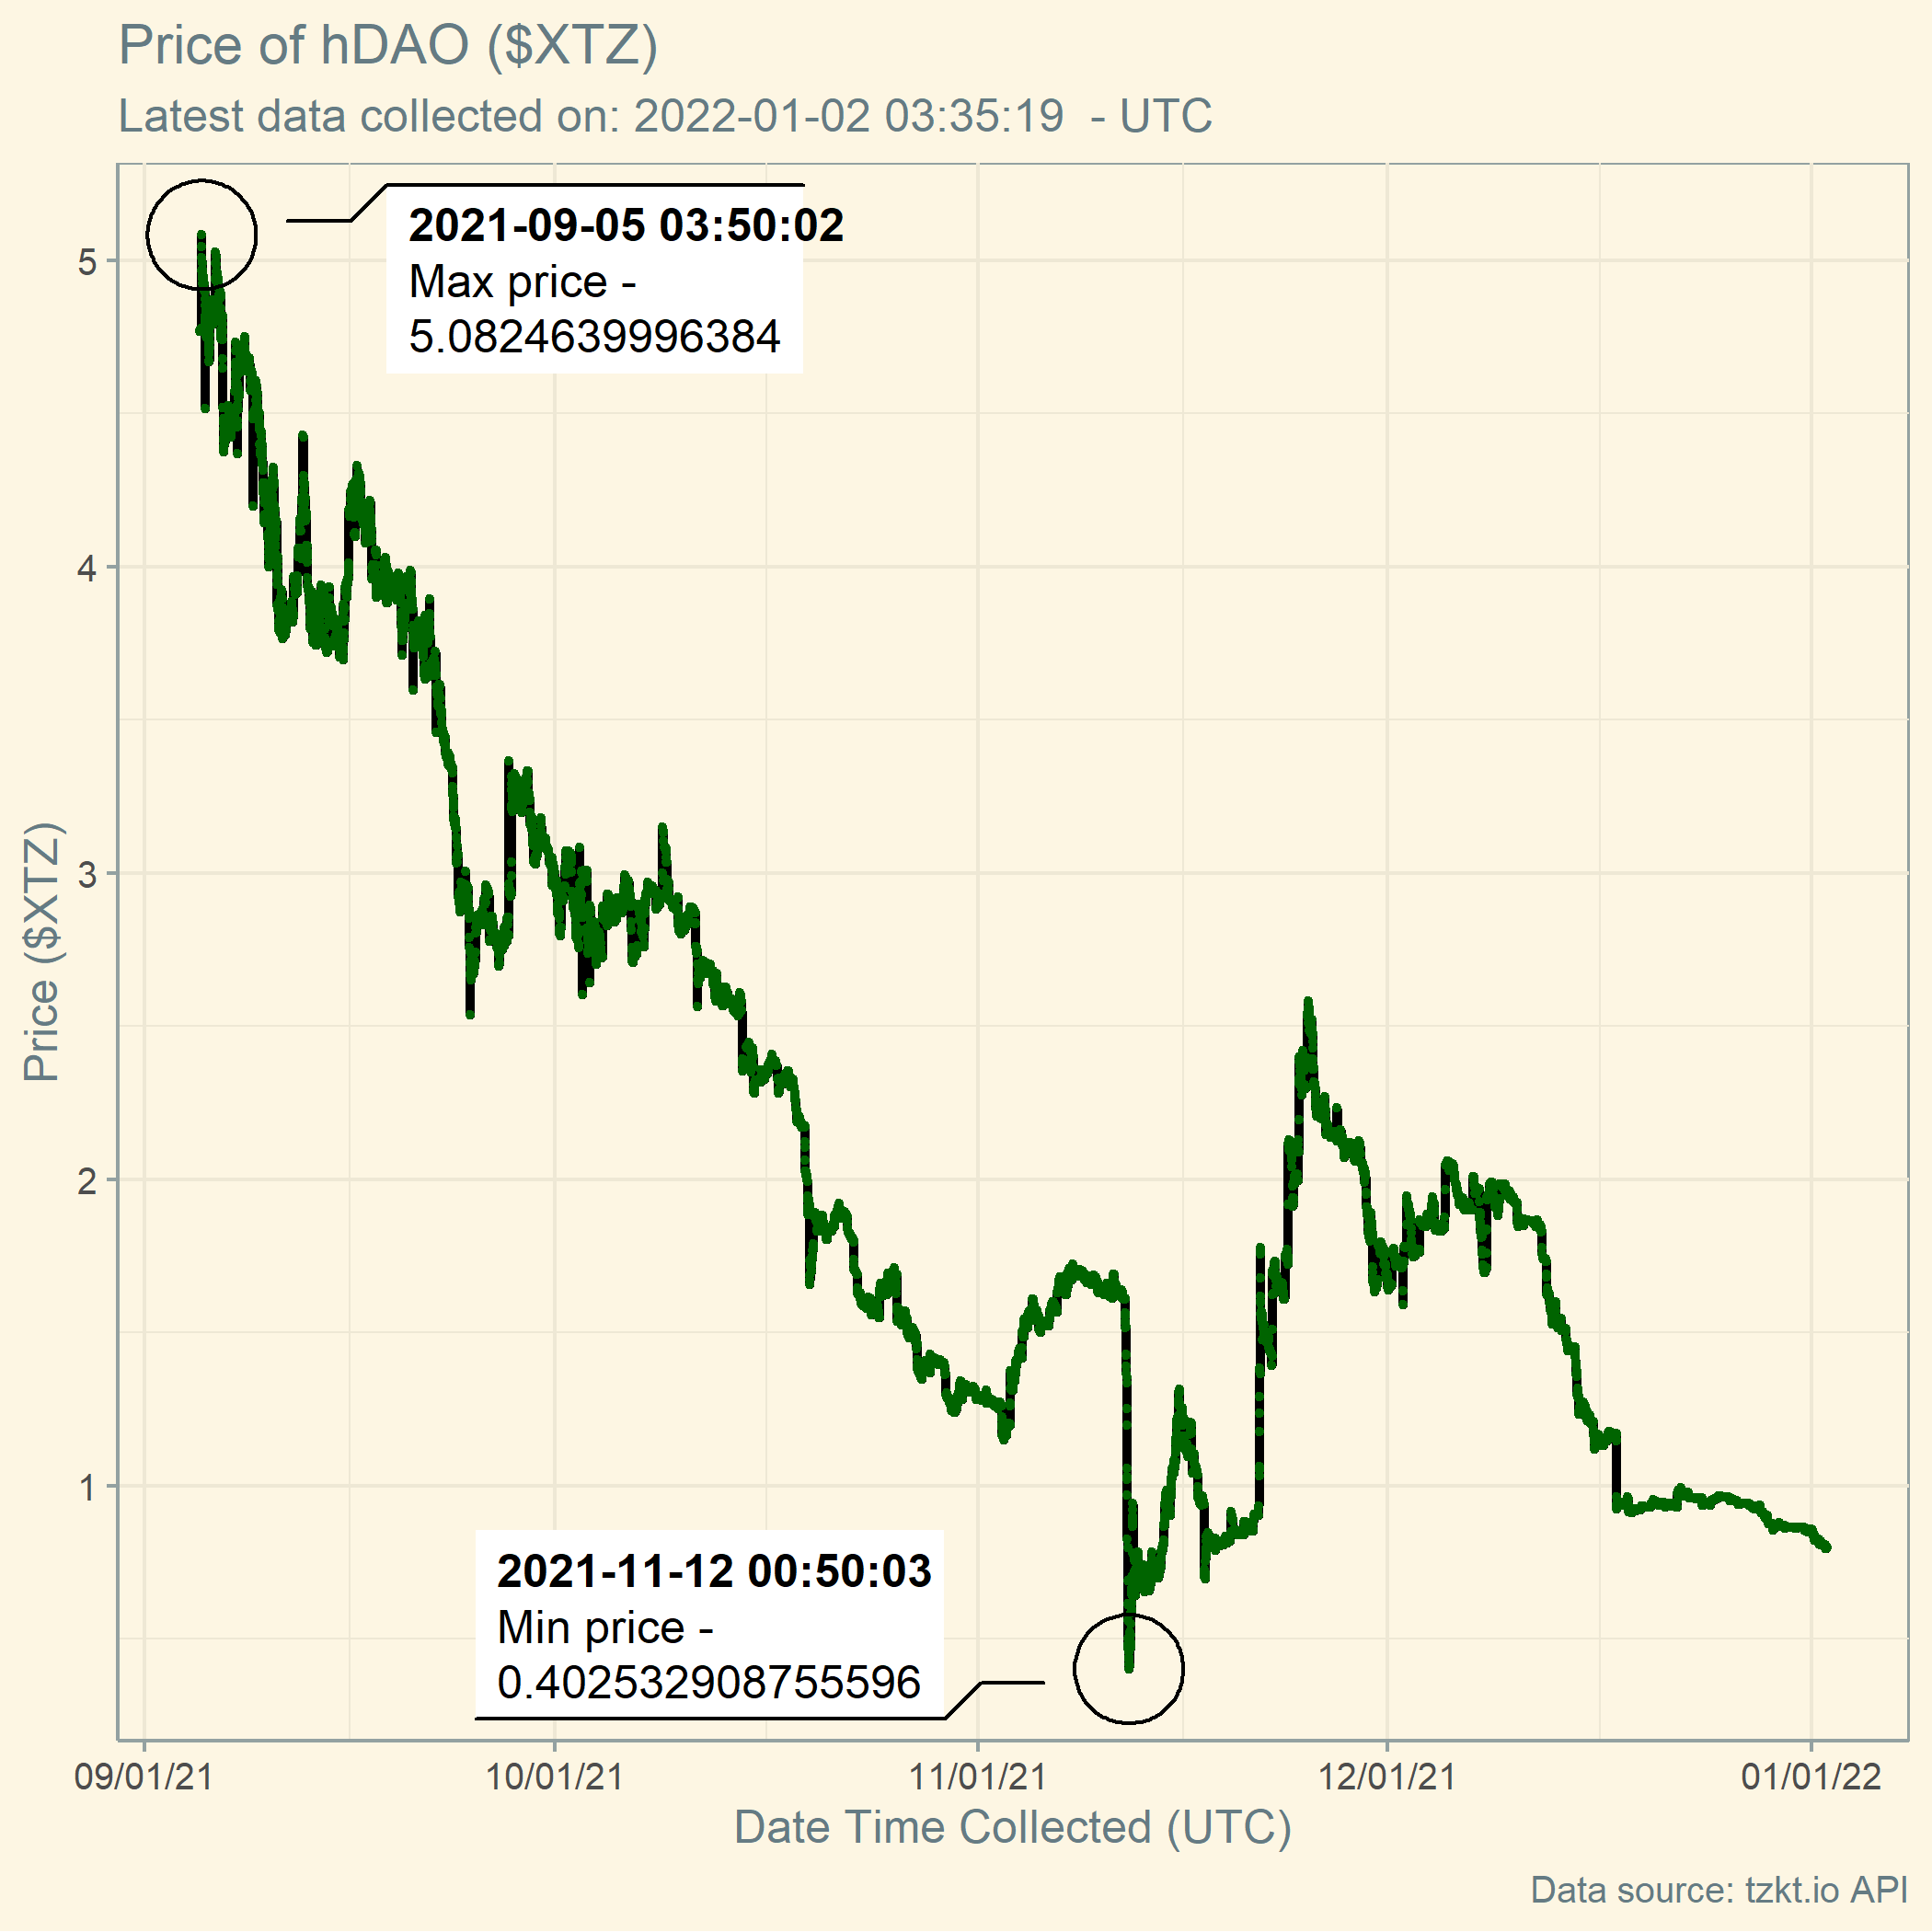 Price of hDAO ($XTZ)
Latest data collected on: 2022-01-02 03:35:19  - UTC
2021-09-05 03:50:02
Max price -
5.0824639996384
5
4
3
2
1
Price ($XTZ)
2021-11-12 00:50:03
Min price -
0.402532908755596
09/01/21 10/01/21 11/01/21 12/01/21 01/01/22
Date Time Collected (UTC)
Data source: tzkt.io API